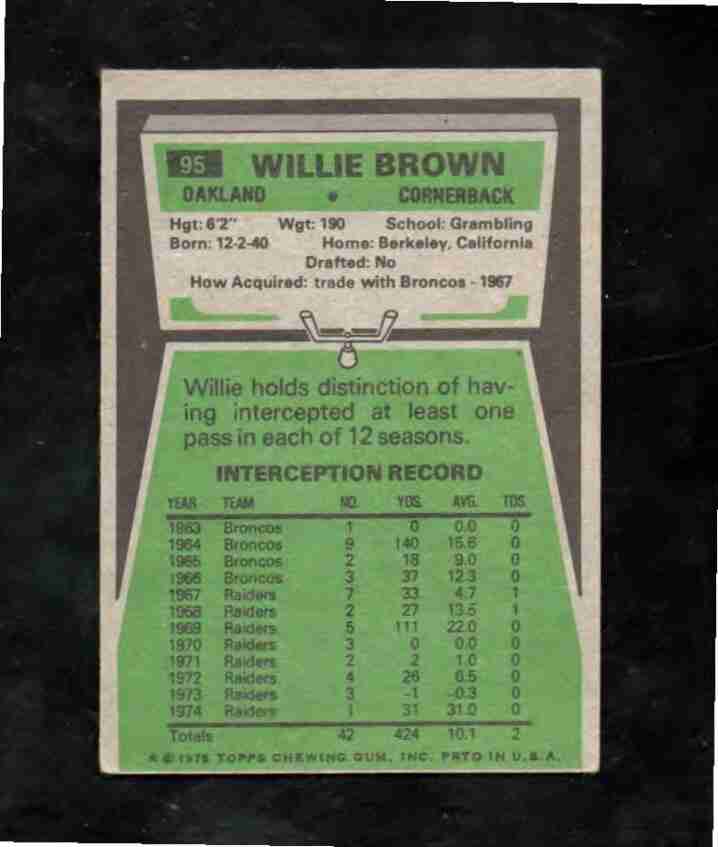 95 WILLIE BROWN
OAKLAND • CORNERBACK
Hgt: 6'2" Wgt: 190 School: Grambling
Born: 12-2-40 Home: Berkeley, California
Drafted: No
How Acquired: trade with Broncos - 1967
Willie holds distinction of hav-
ing intercepted at least one
pass in each of 12 seasons.
INTERCEPTION RECORD
YEAR TEAM NO. YDS. AVG. TDS.
1963 Broncos 1 0 0.0 0
1964 Broncos 9 140 15.6 0
1965 Broncos 2 18 9.0 0
1966 Broncos 3 37 12.3 0
1967 Raiders 7 33 4.7 1
1968 Raiders 2 27 13.5 1
1969 Raiders 5 111 22.0 0
1970 Raiders 3 0 0.0 0
1971 Raiders 2 2 1.0 0
1972 Raiders 4 26 6.5 0
1973 Raiders 3 -1 -0.3 0
1974 Raiders 1 31 31.0 0
Totals 42 424 10.1 2
* © 1975 TOPPS CHEWING GUM, INC. PRTD IN U.S.A.